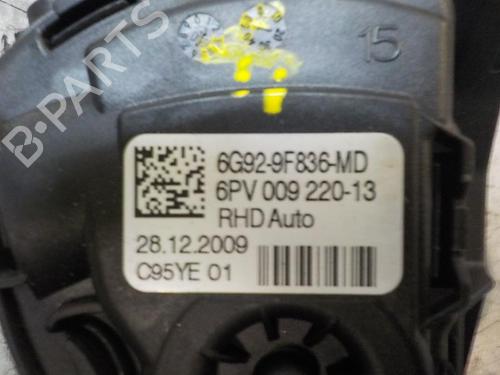 15
6G92-9F836-MD
6PV 009 220-13
RHD Auto
28.12.2009
C95YE 01
B-PARTS